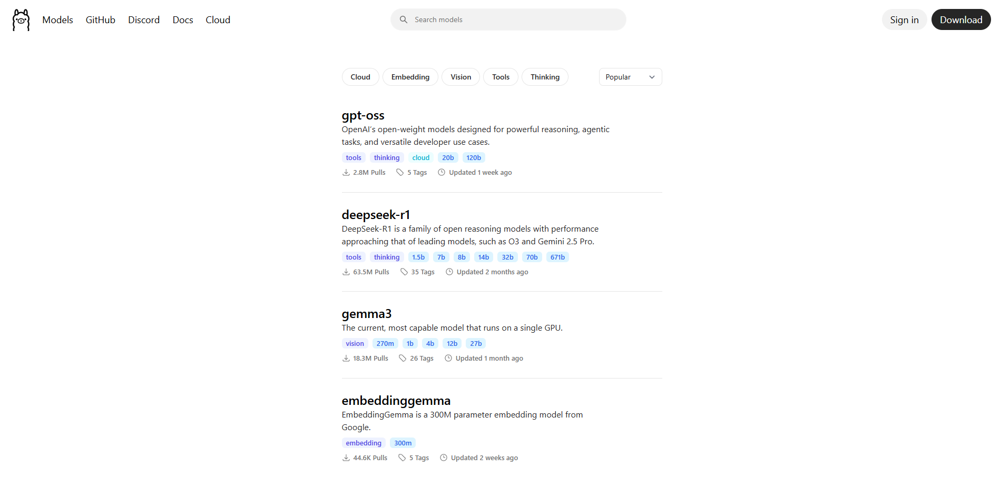 Models GitHub Discord Docs Cloud Search models Sign in Download
Cloud Embedding Vision Tools Thinking Popular
gpt-oss
OpenAI’s open-weight models designed for powerful reasoning, agentic
tasks, and versatile developer use cases.
tools thinking cloud 20b 120b
2.8M Pulls 5 Tags Updated 1 week ago
deepseek-r1
DeepSeek-R1 is a family of open reasoning models with performance
approaching that of leading models, such as O3 and Gemini 2.5 Pro.
tools thinking 1.5b 7b 8b 14b 32b 70b 671b
63.5M Pulls 35 Tags Updated 2 months ago
gemma3
The current, most capable model that runs on a single GPU.
vision 270m 1b 4b 12b 27b
18.3M Pulls 26 Tags Updated 1 month ago
embeddinggemma
EmbeddingGemma is a 300M parameter embedding model from
Google.
embedding 300m
44.6K Pulls 5 Tags Updated 2 weeks ago